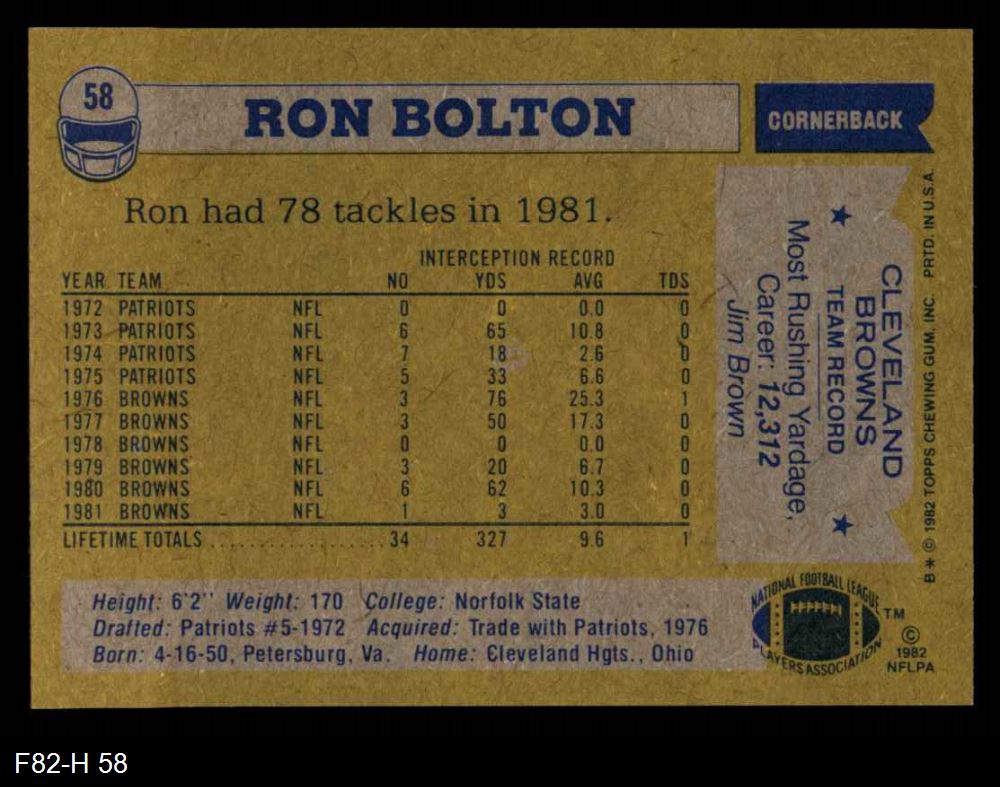 58
RON BOLTON
CORNERBACK
Ron had 78 tackles in 1981.
INTERCEPTION RECORD
YEAR TEAM NO YDS AVG TDS
1972 PATRIOTS NFL 0 0 0.0 0
1973 PATRIOTS NFL 6 65 10.8 0
1974 PATRIOTS NFL 7 18 2.6 0
1975 PATRIOTS NFL 5 33 6.6 0
1976 BROWNS NFL 3 76 25.3 1
1977 BROWNS NFL 3 50 17.3 0
1978 BROWNS NFL 0 0 0.0 0
1979 BROWNS NFL 3 20 6.7 0
1980 BROWNS NFL 6 62 10.3 0
1981 BROWNS NFL 1 3 3.0 0
LIFETIME TOTALS ......................34 327 9.6 1
CLEVELAND
BROWNS
TEAM RECORD
Most Rushing Yardage,
Career: 12,312
Jim Brown
B* © 1982 TOPPS CHEWING GUM, INC. PRTD. IN U.S.A.
Height: 6'2" Weight: 170 College: Norfolk State
Drafted: Patriots #5-1972 Acquired: Trade with Patriots, 1976
Born: 4-16-50, Petersburg, Va. Home: Cleveland Hgts., Ohio
NATIONAL FOOTBALL LEAGUE
PLAYERS ASSOCIATION
TM
©
1982
NFLPA
F82-H 58